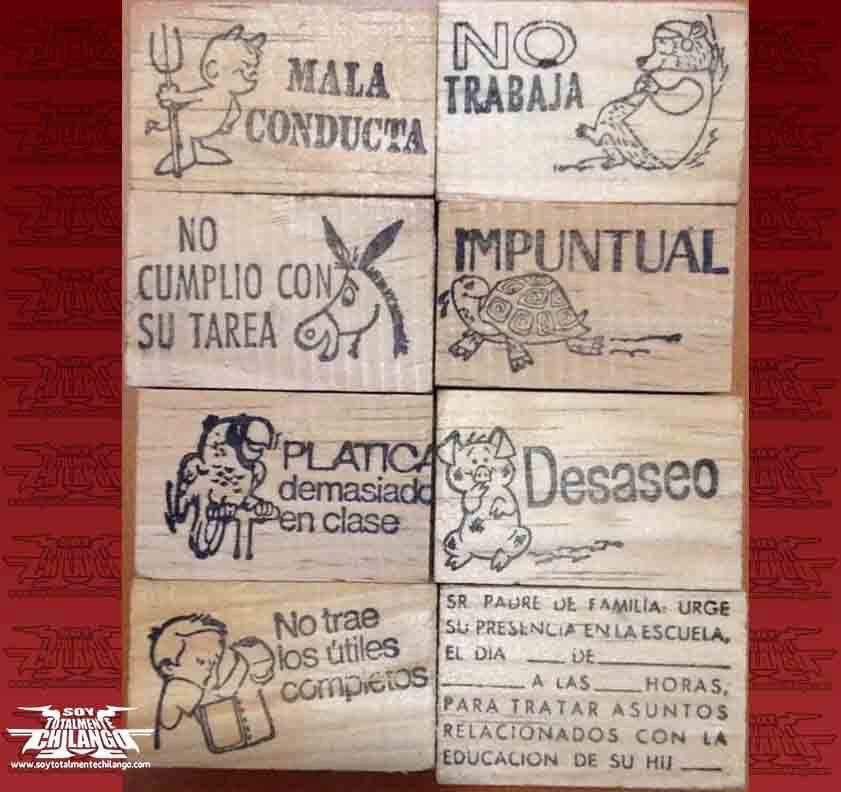 MALA
CONDUCTA
NO
TRABAJA
NO
CUMPLIO CON
SU TAREA
IMPUNTUAL
PLATICA
demasiado
en clase
Desaseo
No trae
los útiles
completos
SR. PADRE DE FAMILIA: URGE
SU PRESENCIA EN LA ESCUELA,
EL DIA ___ DE ________
______ A LAS ____ HORAS,
PARA TRATAR ASUNTOS
RELACIONADOS CON LA
EDUCACION DE SU HIJ ___
SOY
TOTALMENTE
CHILANGO
www.soytotalmentechilango.com